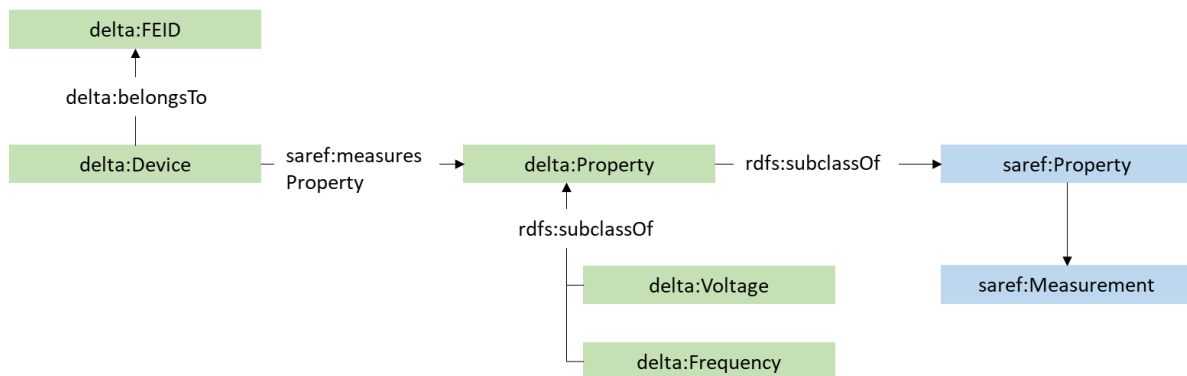 delta:FEID
delta:belongsTo
delta:Device
saref:measures
Property
delta:Property
rdfs:subclassOf
saref:Property
rdfs:subclassOf
delta:Voltage
saref:Measurement
delta:Frequency